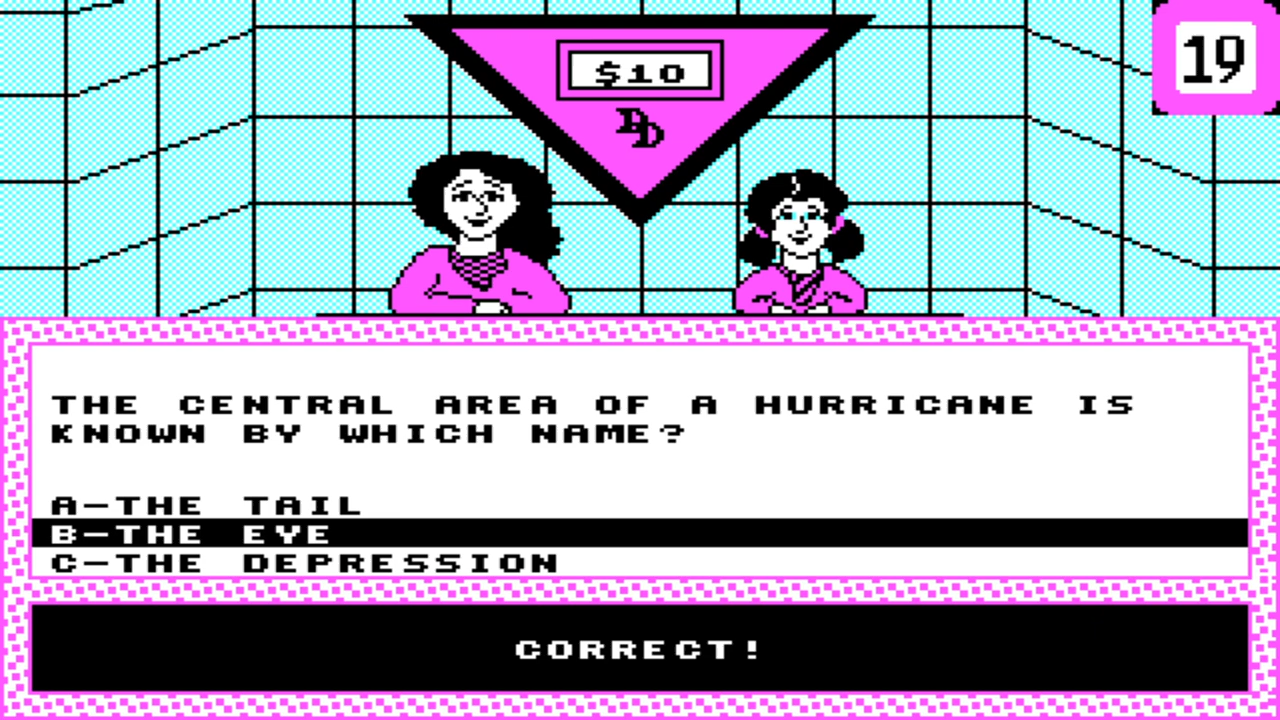 $10
19
DD
THE CENTRAL AREA OF A HURRICANE IS
KNOWN BY WHICH NAME?
A-THE TAIL
B-THE EYE
C-THE DEPRESSION
CORRECT!